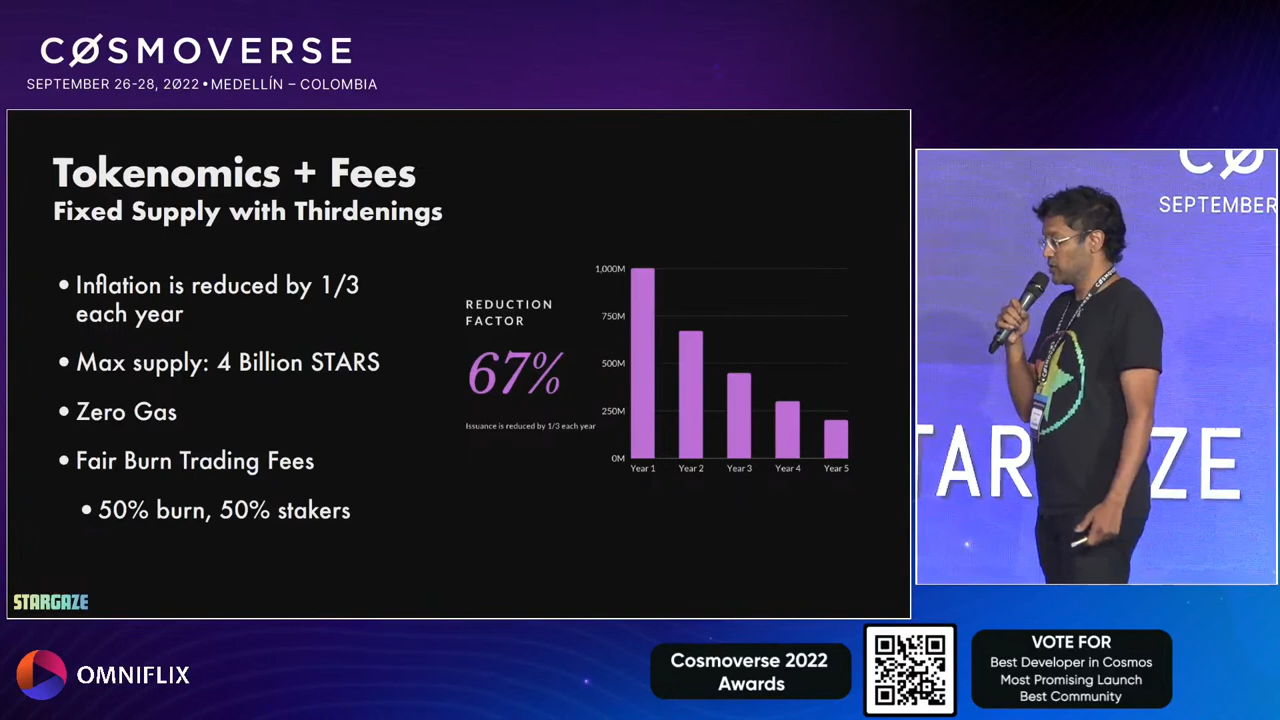 CØSMOVERSE
SEPTEMBER 26-28, 2Ø22 • MEDELLÍN – COLOMBIA
Tokenomics + Fees
Fixed Supply with Thirdenings
• Inflation is reduced by 1/3
each year
• Max supply: 4 Billion STARS
• Zero Gas
• Fair Burn Trading Fees
• 50% burn, 50% stakers
REDUCTION
FACTOR
67%
Issuance is reduced by 1/3 each year
1,000M
750M
500M
250M
0M
Year 1
Year 2
Year 3
Year 4
Year 5
STARGAZE
CØ
SEPTEMBER
COSMOVERSE
TAR
ZE
OMNIFLIX
Cosmoverse 2022
Awards
VOTE FOR
Best Developer in Cosmos
Most Promising Launch
Best Community